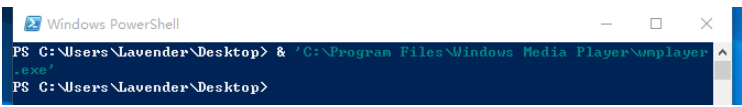 Windows PowerShell
PS C:\Users\Lavender\Desktop> & 'C:\Program Files\Windows Media Player\wmplayer
.exe'
PS C:\Users\Lavender\Desktop>